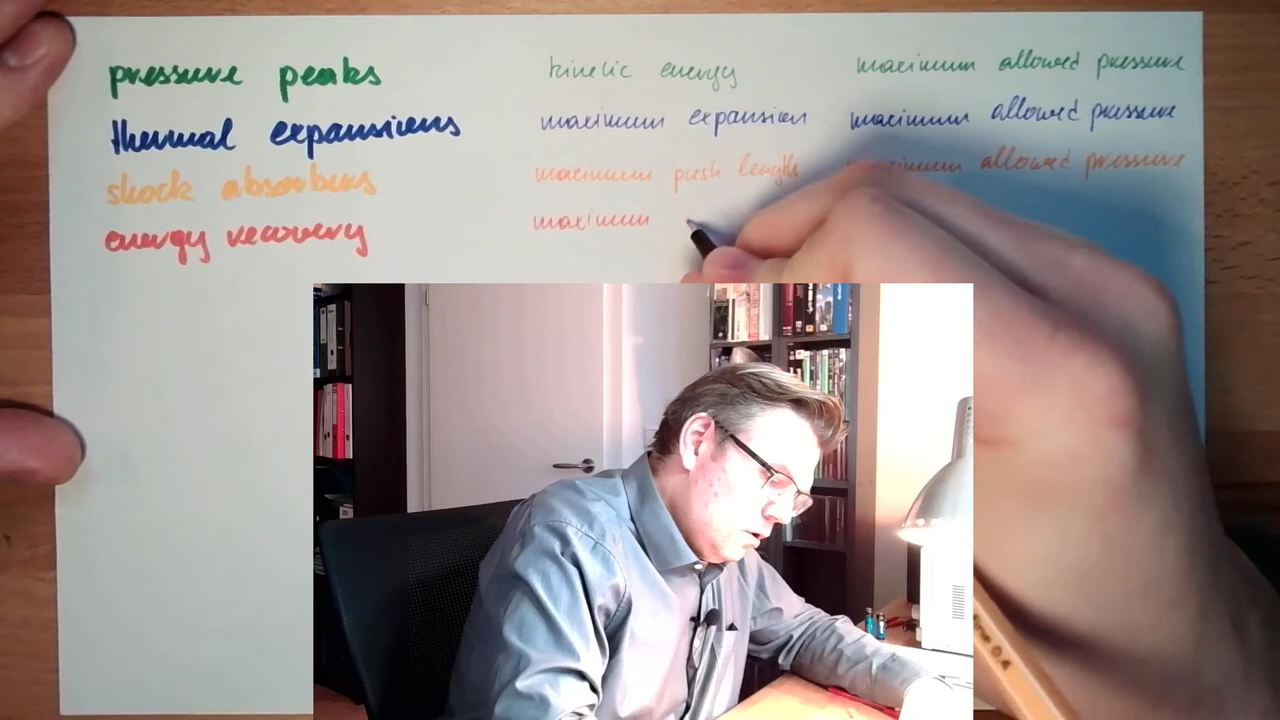 pressure peaks kinetic energy maximum allowed pressure
thermal expansions maximum expansion maximum allowed pressure
shock absorbers maximum push length maximum allowed pressure
energy recovery maximum